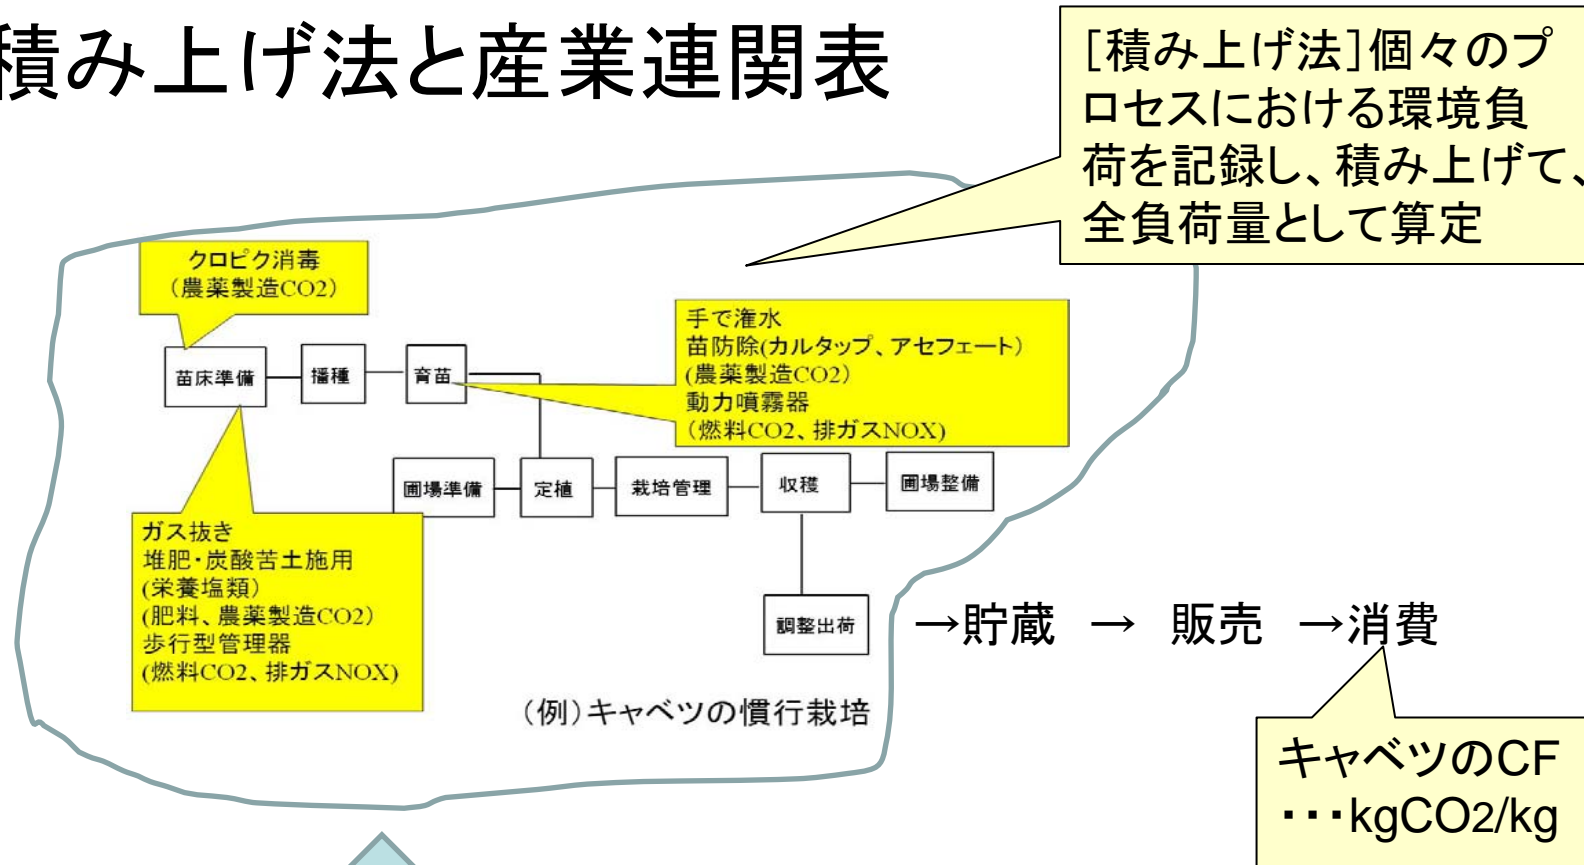 積み上げ法と産業連関表
［積み上げ法］個々のプ
ロセスにおける環境負
荷を記録し、積み上げて、
全負荷量として算定
クロピク消毒
（農薬製造CO2）
手で潅水
苗防除(カルタップ、アセフェート）
(農薬製造CO2）
動力噴霧器
（燃料CO2、排ガスNOX）
苗床準備
播種
育苗
圃場準備
定植
栽培管理
収穫
圃場整備
ガス抜き
堆肥・炭酸苦土施用
(栄養塩類）
(肥料、農薬製造CO2）
歩行型管理器
(燃料CO2、排ガスNOX)
調整出荷
→貯蔵 → 販売 →消費
（例）キャベツの慣行栽培
キャベツのCF
・・・kgCO2/kg